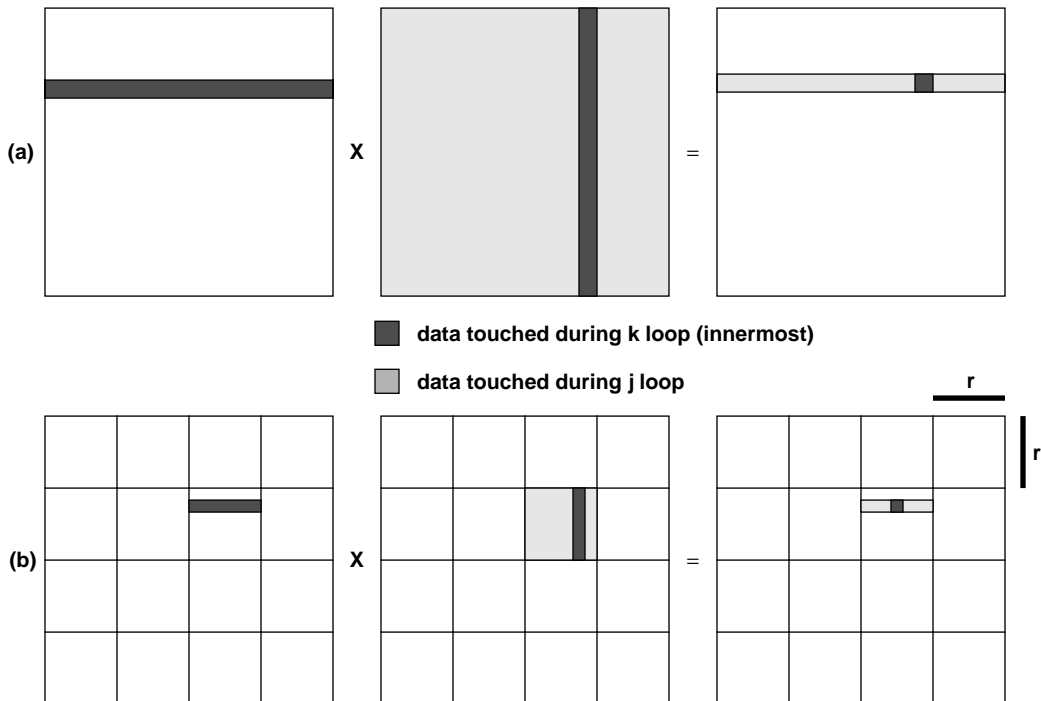 (a) X =
data touched during k loop (innermost)
data touched during j loop
r
r
(b) X =